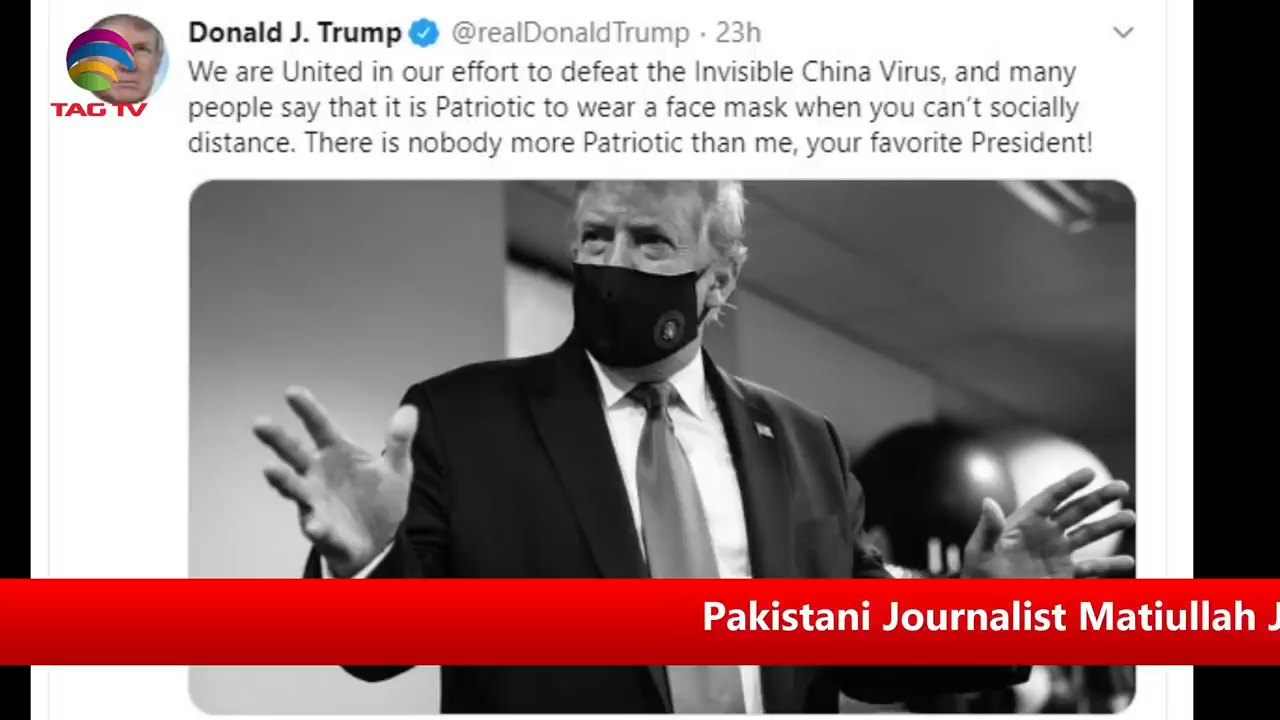 Donald J. Trump @realDonaldTrump · 23h
We are United in our effort to defeat the Invisible China Virus, and many
people say that it is Patriotic to wear a face mask when you can't socially
distance. There is nobody more Patriotic than me, your favorite President!
TAG TV
Pakistani Journalist Matiullah J